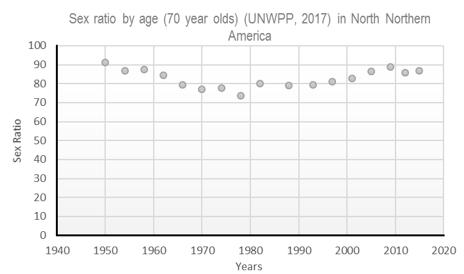 Sex ratio by age (70 year olds) (UNWPP, 2017) in North Northern
America
100
90
80
70
60
50
40
30
20
10
0
Sex Ratio
1940 1950 1960 1970 1980 1990 2000 2010 2020
Years